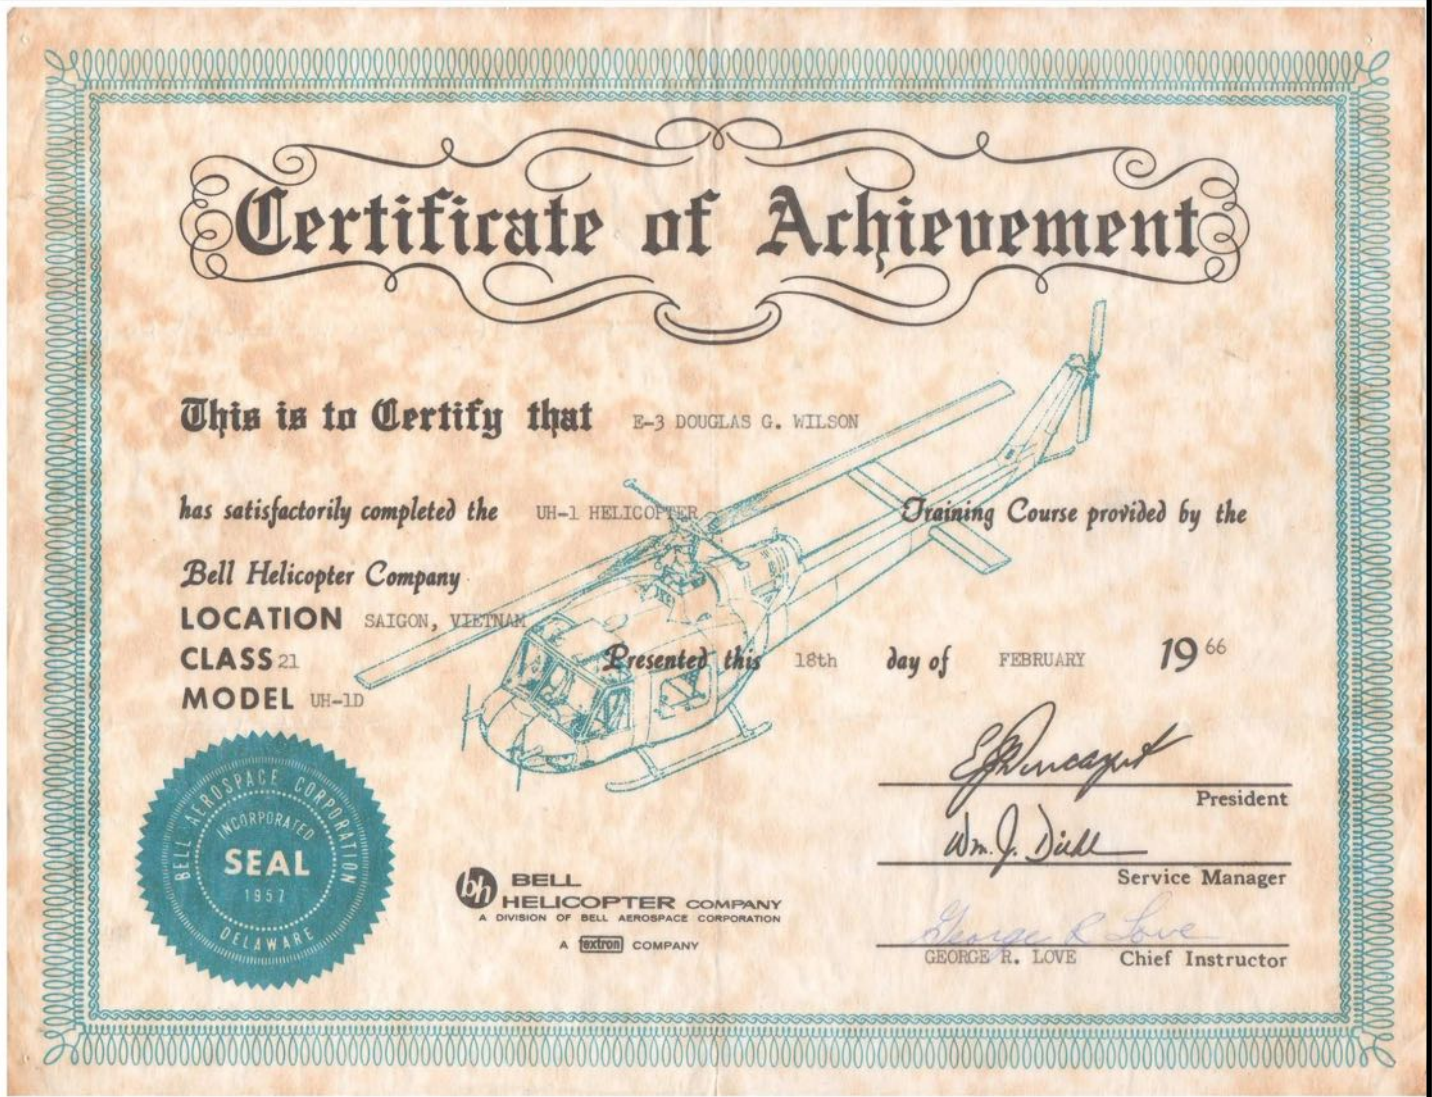 Certificate of Achievement
This is to Certify that E-3 DOUGLAS G. WILSON
has satisfactorily completed the UH-1 HELICOPTER Training Course provided by the
Bell Helicopter Company
LOCATION SAIGON, VIETNAM
CLASS 21
Presented this 18th day of FEBRUARY 19 66
MODEL UH-1D
President
Wm. J. Diehl
Service Manager
George R Love
GEORGE R. LOVE Chief Instructor
BELL AEROSPACE CORPORATION
INCORPORATED
SEAL
1957
DELAWARE
bh BELL
HELICOPTER COMPANY
A DIVISION OF BELL AEROSPACE CORPORATION
A textron COMPANY